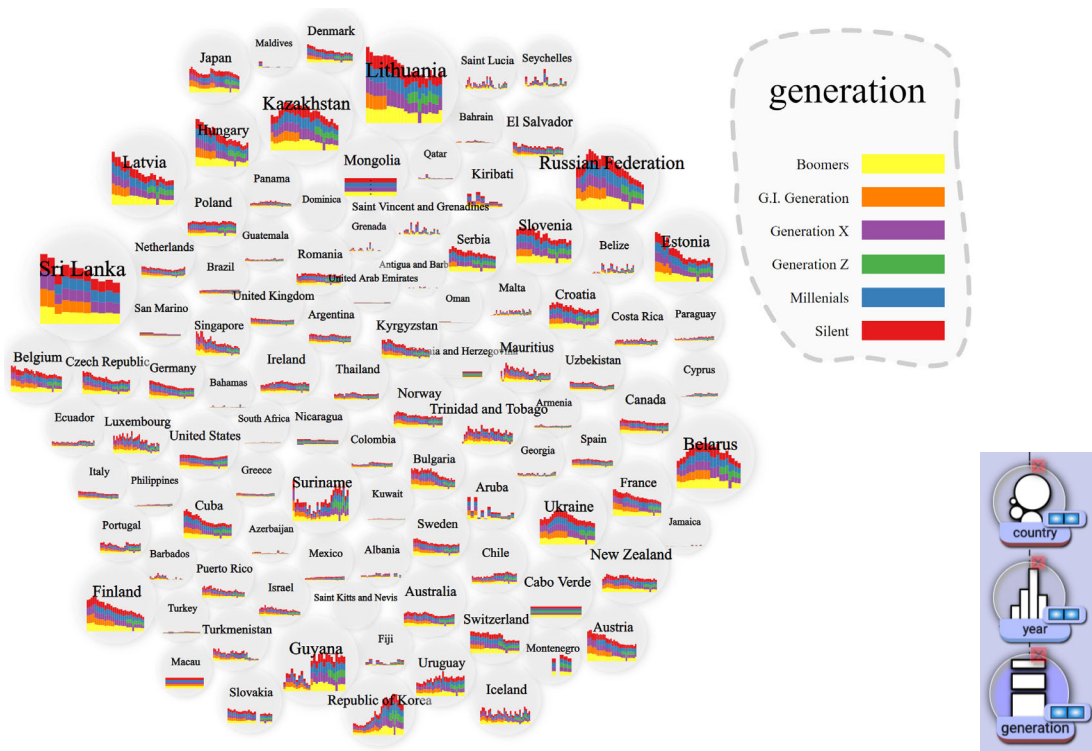 Denmark
Maldives
Japan
Lithuania
Saint Lucia
Seychelles
Kazakhstan
Hungary
Bahrain
El Salvador
Latvia
Mongolia
Qatar
Russian Federation
Panama
Kiribati
Poland
Dominica
Saint Vincent and Grenadines
Guatemala
Grenada
Slovenia
Netherlands
Serbia
Belize
Estonia
Sri Lanka
Brazil
Romania
Antigua and Barb
United Arab Emirates
San Marino
United Kingdom
Oman
Malta
Croatia
Argentina
Costa Rica
Paraguay
Singapore
Kyrgyzstan
Belgium
Czech Republic
Germany
Ireland
nia and Herzegovina
Mauritius
Uzbekistan
Bahamas
Thailand
Cyprus
Norway
Armenia
Canada
Ecuador
Luxembourg
South Africa
Nicaragua
Trinidad and Tobago
United States
Colombia
Georgia
Spain
Belarus
Italy
Philippines
Greece
Bulgaria
Suriname
Kuwait
Aruba
France
Portugal
Cuba
Azerbaijan
Sweden
Ukraine
Jamaica
Barbados
Puerto Rico
Mexico
Albania
Chile
New Zealand
Finland
Turkey
Israel
Saint Kitts and Nevis
Australia
Cabo Verde
Turkmenistan
Switzerland
Austria
Macau
Guyana
Fiji
Uruguay
Montenegro
Slovakia
Republic of Korea
Iceland
generation
Boomers
G.I. Generation
Generation X
Generation Z
Millenials
Silent
country
year
generation